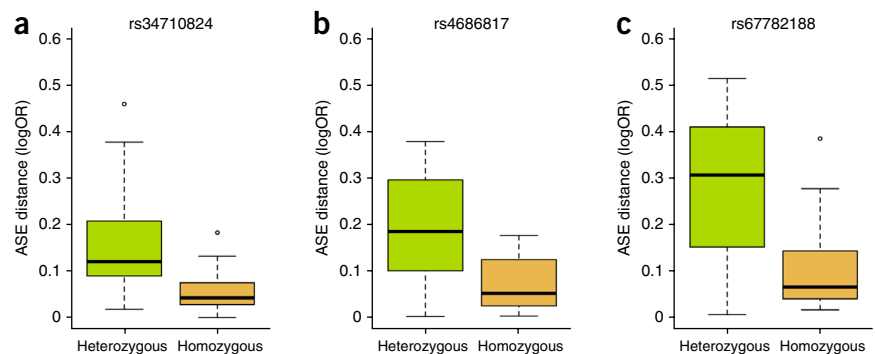 a
rs34710824
ASE distance (logOR)
0.6
0.5
0.4
0.3
0.2
0.1
0
Heterozygous Homozygous
b
rs4686817
ASE distance (logOR)
0.6
0.5
0.4
0.3
0.2
0.1
0
Heterozygous Homozygous
c
rs67782188
ASE distance (logOR)
0.6
0.5
0.4
0.3
0.2
0.1
0
Heterozygous Homozygous